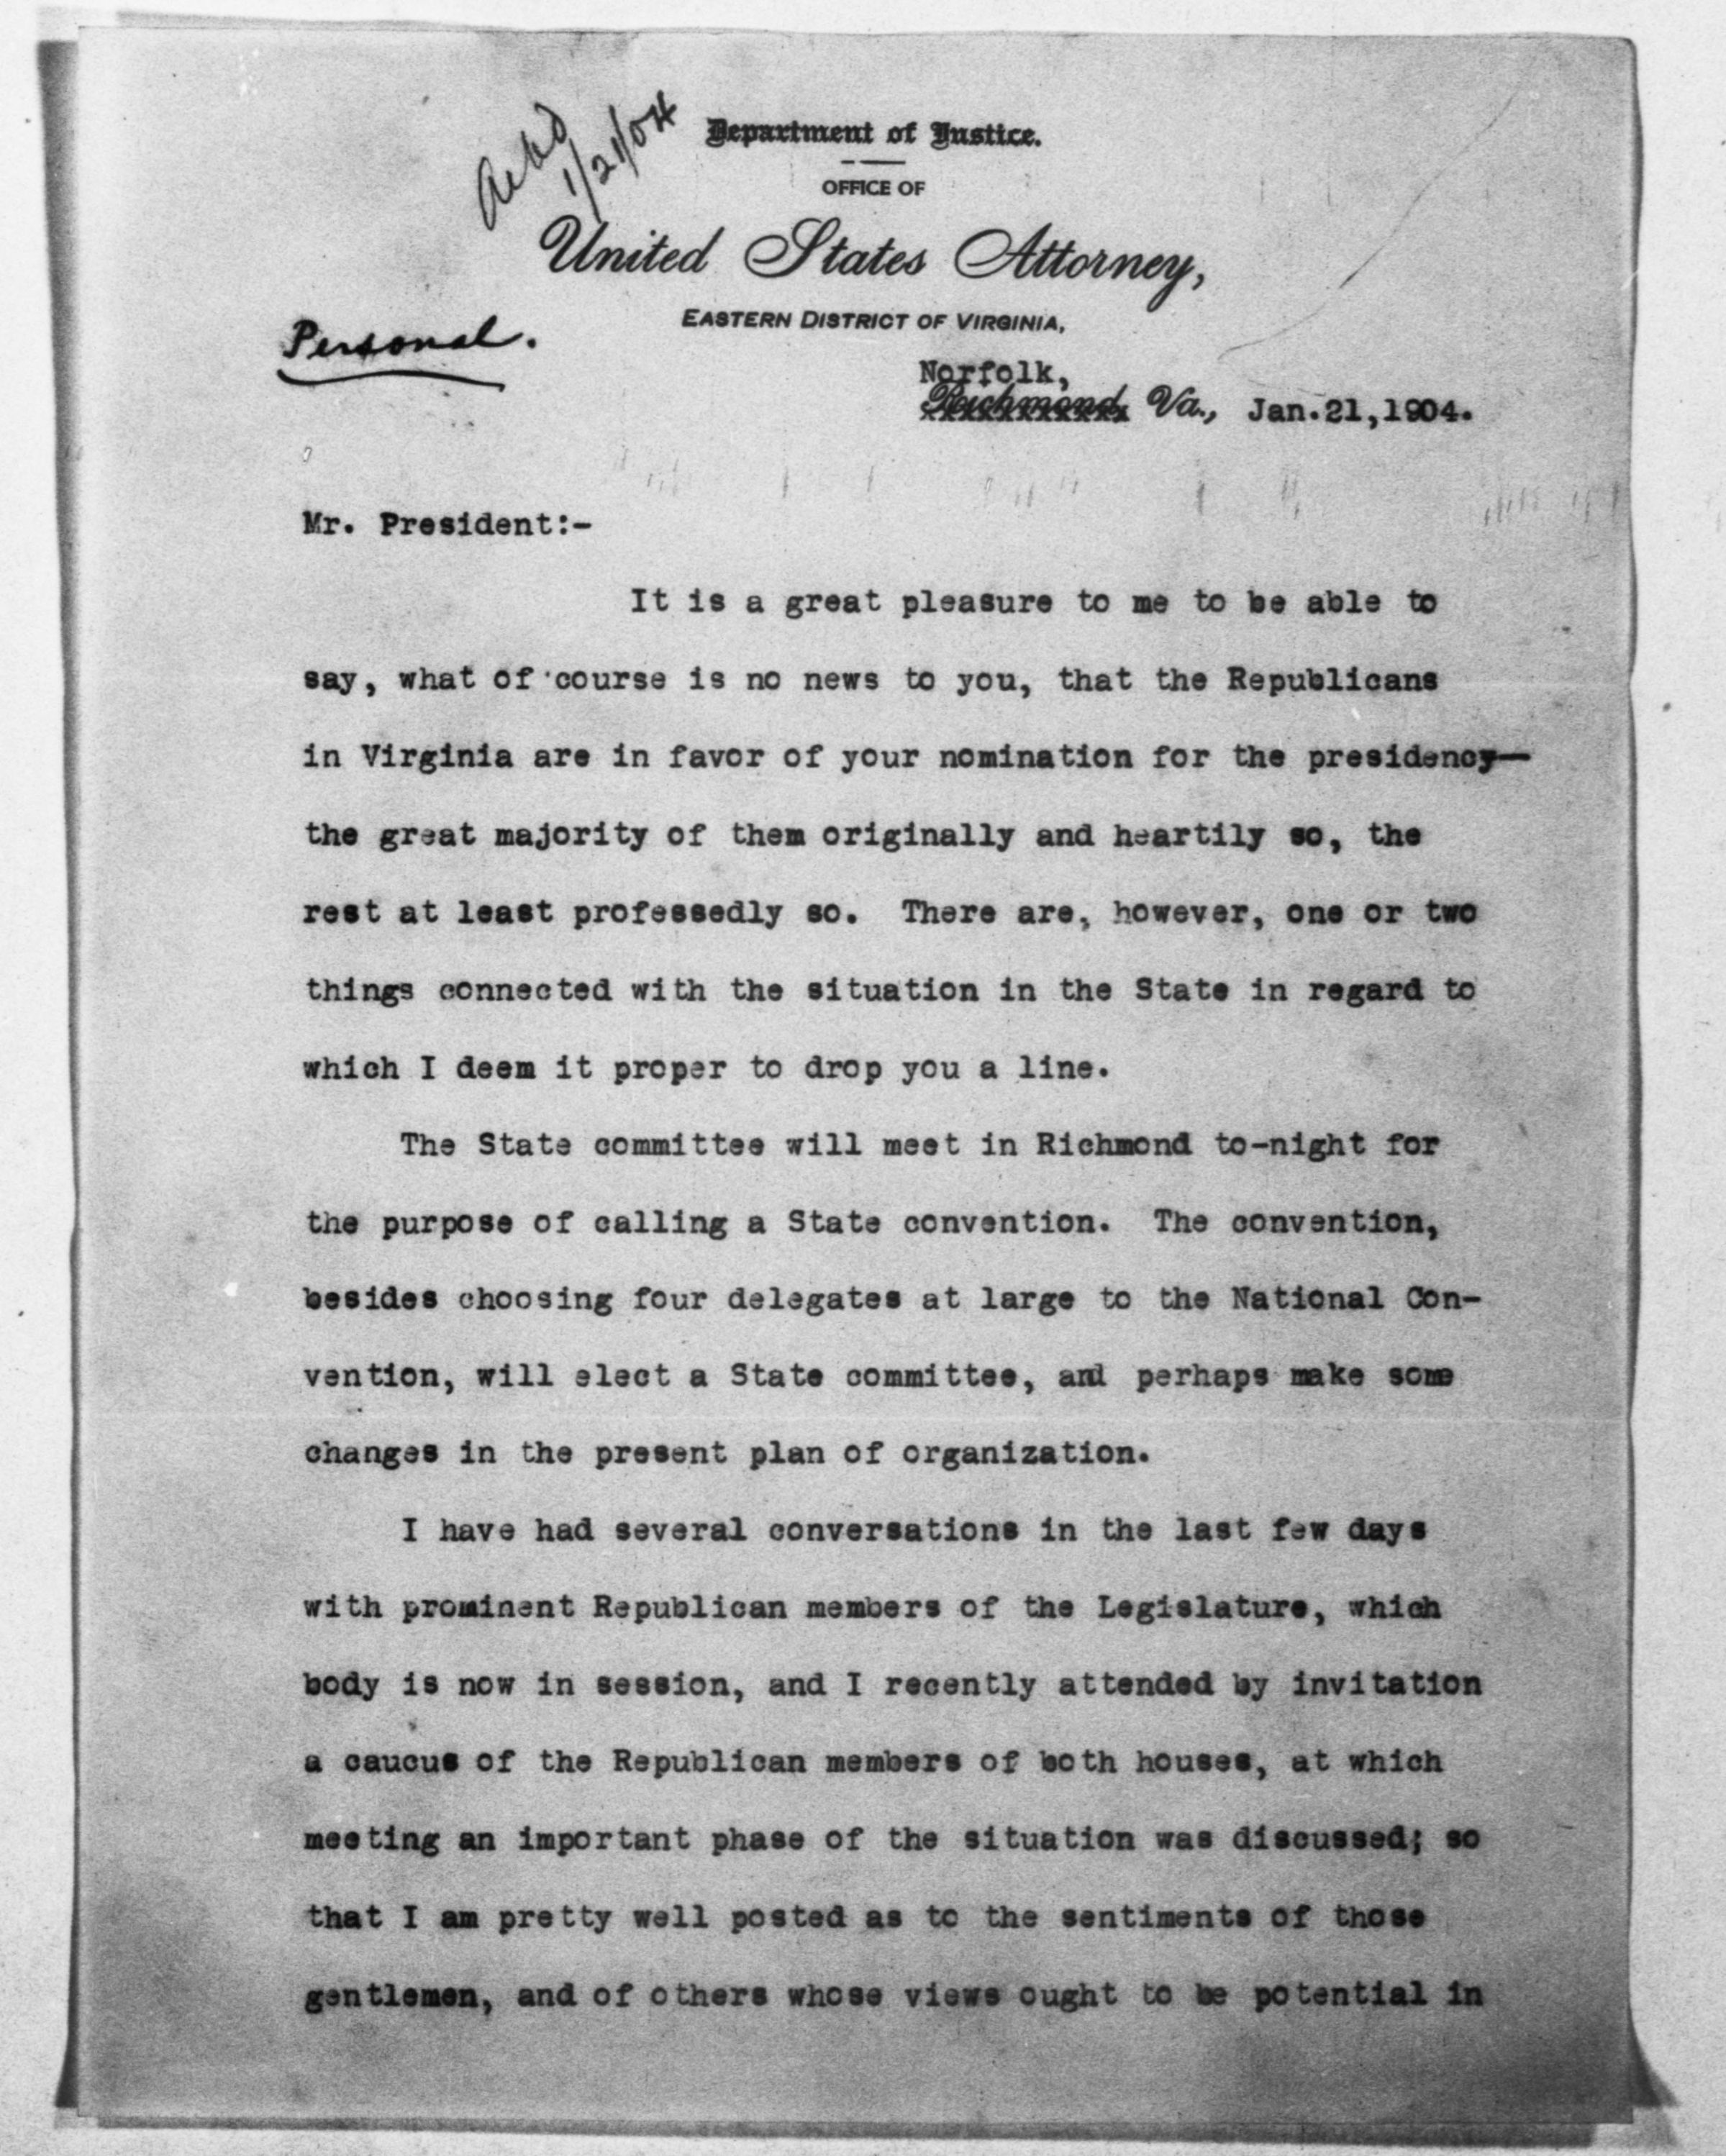 Ackd
1/21/04
Department of Justice.
OFFICE OF
United States Attorney,
EASTERN DISTRICT OF VIRGINIA,
Personal.
Norfolk,
Richmond, Va., Jan.21,1904.
Mr. President:-
It is a great pleasure to me to be able to
say, what of course is no news to you, that the Republicans
in Virginia are in favor of your nomination for the presidency—
the great majority of them originally and heartily so, the
rest at least professedly so. There are, however, one or two
things connected with the situation in the State in regard to
which I deem it proper to drop you a line.
The State committee will meet in Richmond to-night for
the purpose of calling a State convention. The convention,
besides choosing four delegates at large to the National Con-
vention, will elect a State committee, and perhaps make some
changes in the present plan of organization.
I have had several conversations in the last few days
with prominent Republican members of the Legislature, which
body is now in session, and I recently attended by invitation
a caucus of the Republican members of both houses, at which
meeting an important phase of the situation was discussed; so
that I am pretty well posted as to the sentiments of those
gentlemen, and of others whose views ought to be potential in